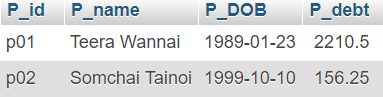 P_id P_name P_DOB P_debt
p01 Teera Wannai 1989-01-23 2210.5
p02 Somchai Tainoi 1999-10-10 156.25